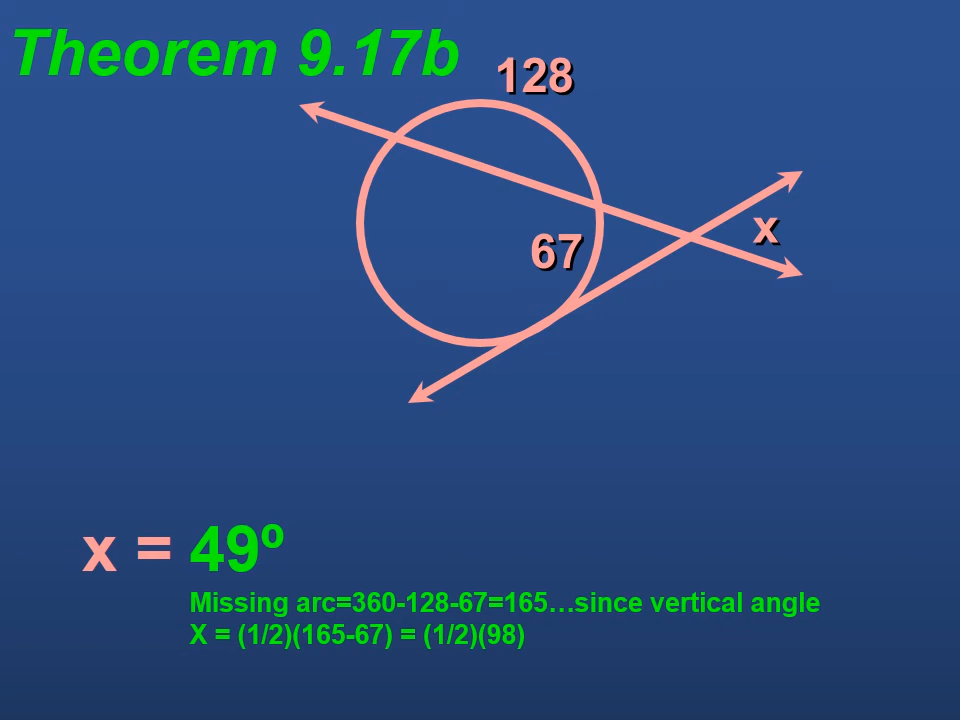 Theorem 9.17b
128
x
67
x = 49º
Missing arc=360-128-67=165…since vertical angle
X = (1/2)(165-67) = (1/2)(98)